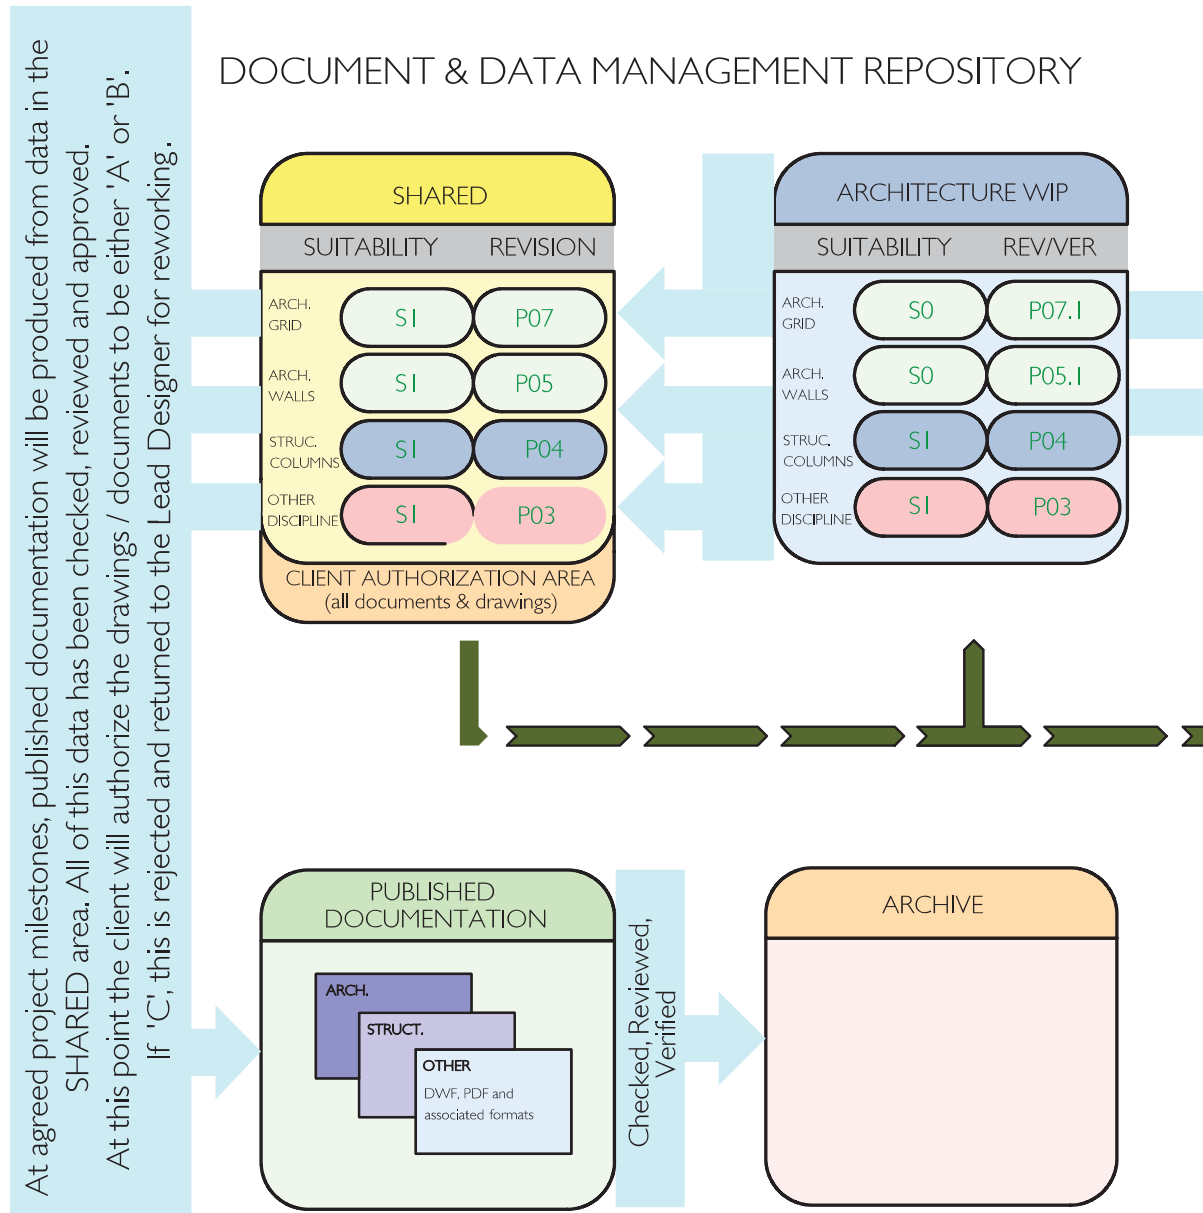 At agreed project milestones, published documentation will be produced from data in the
SHARED area. All of this data has been checked, reviewed and approved.
At this point the client will authorize the drawings / documents to be either 'A' or 'B'.
If 'C', this is rejected and returned to the Lead Designer for reworking.
DOCUMENT & DATA MANAGEMENT REPOSITORY
SHARED
SUITABILITY REVISION
ARCH.
GRID
S1 P07
ARCH.
WALLS
S1 P05
STRUC.
COLUMNS
S1 P04
OTHER
DISCIPLINE
S1 P03
CLIENT AUTHORIZATION AREA
(all documents & drawings)
ARCHITECTURE WIP
SUITABILITY REV/VER
ARCH.
GRID
S0 P07.1
ARCH.
WALLS
S0 P05.1
STRUC.
COLUMNS
S1 P04
OTHER
DISCIPLINE
S1 P03
PUBLISHED
DOCUMENTATION
ARCH.
STRUCT.
OTHER
DWF, PDF and
associated formats
Checked, Reviewed,
Verified
ARCHIVE